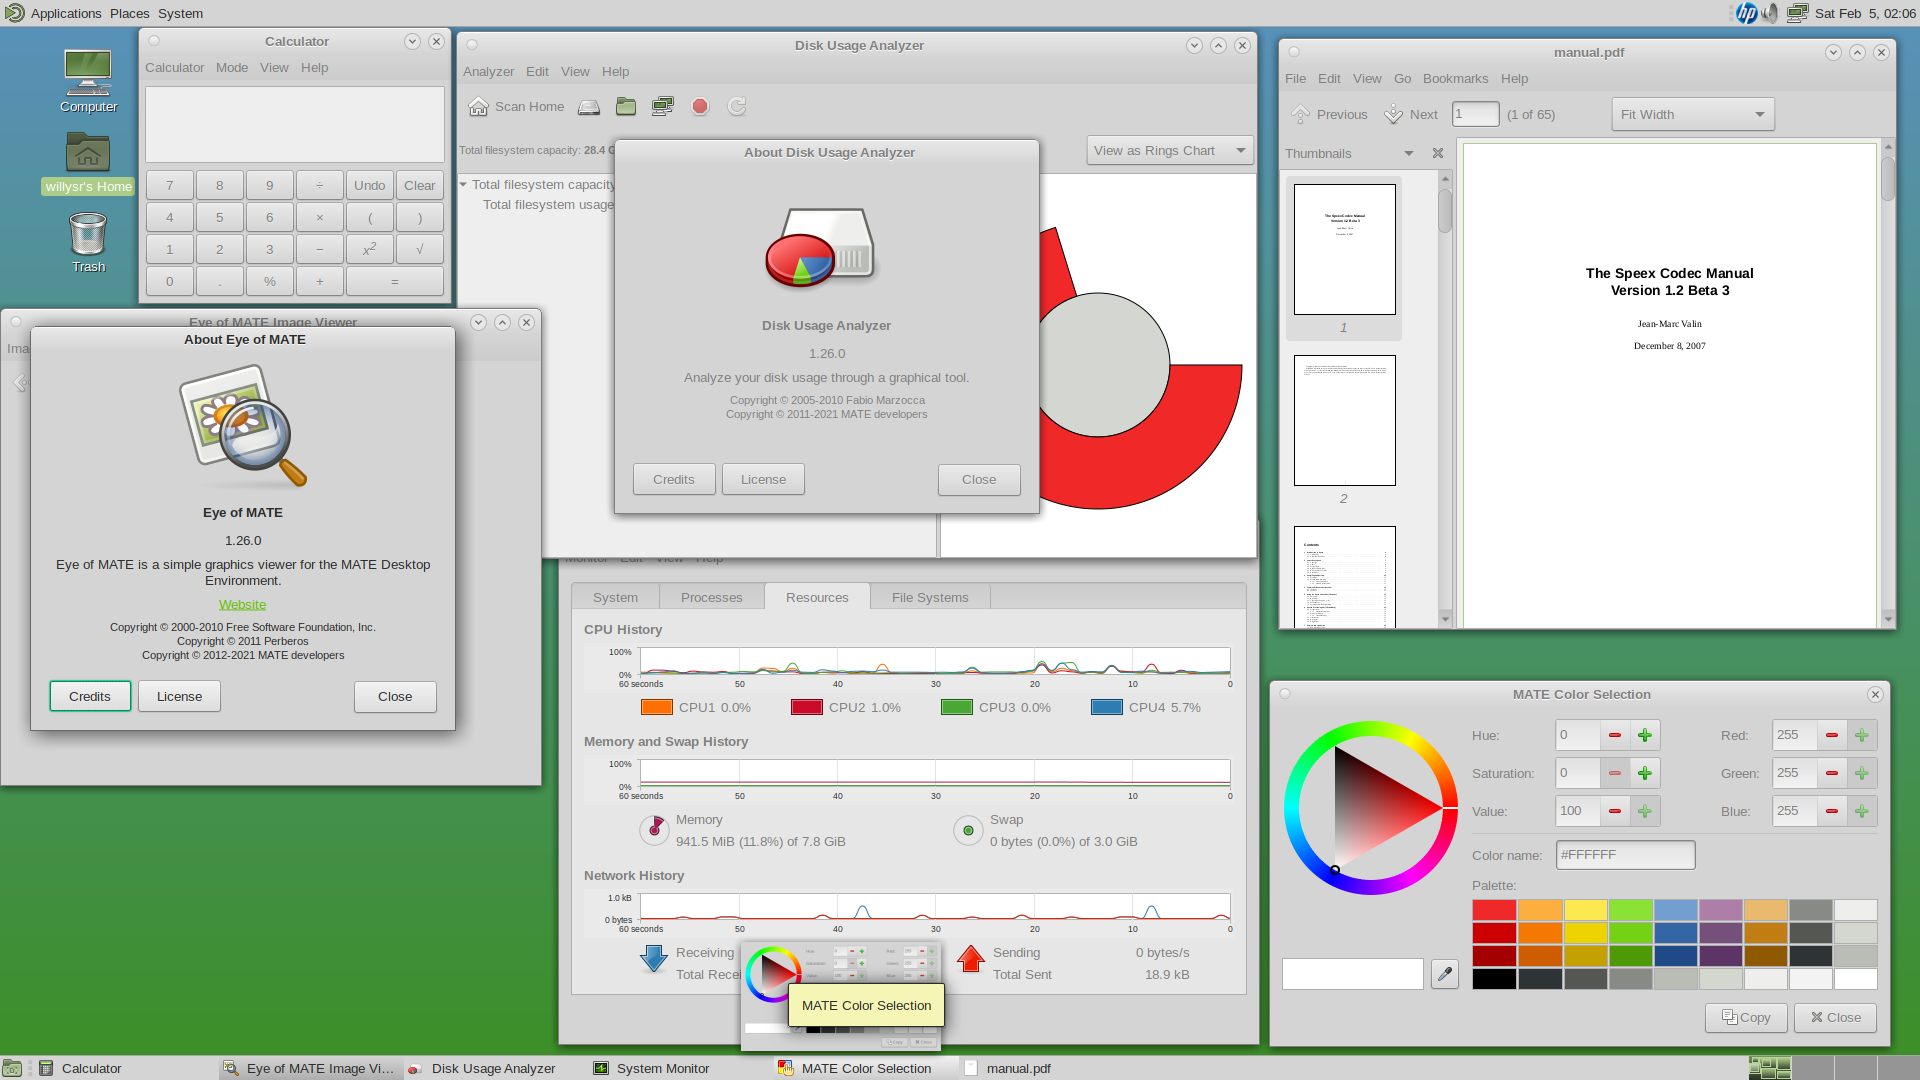 Applications Places System
hp
Sat Feb 5, 02:06
Computer
willysr's Home
Trash
Calculator
Calculator Mode View Help
7 8 9 ÷ Undo Clear
4 5 6 × ( )
1 2 3 − x² √
0 . % + =
Disk Usage Analyzer
Analyzer Edit View Help
Scan Home
Total filesystem capacity: 28.4 G
View as Rings Chart
Total filesystem capacity
Total filesystem usage
About Disk Usage Analyzer
Disk Usage Analyzer
1.26.0
Analyze your disk usage through a graphical tool.
Copyright © 2005-2010 Fabio Marzocca
Copyright © 2011-2021 MATE developers
Credits License Close
manual.pdf
File Edit View Go Bookmarks Help
Previous Next 1 (1 of 65) Fit Width
Thumbnails
The Speex Codec Manual
Version 1.2 Beta 3
1
2
Contents
The Speex Codec Manual
Version 1.2 Beta 3
Jean-Marc Valin
December 8, 2007
Eye of MATE Image Viewer
Ima
About Eye of MATE
Eye of MATE
1.26.0
Eye of MATE is a simple graphics viewer for the MATE Desktop
Environment.
Website
Copyright © 2000-2010 Free Software Foundation, Inc.
Copyright © 2011 Perberos
Copyright © 2012-2021 MATE developers
Credits License Close
Monitor Edit View Help
System Processes Resources File Systems
CPU History
100%
0%
60 seconds 50 40 30 20 10 0
CPU1 0.0% CPU2 1.0% CPU3 0.0% CPU4 5.7%
Memory and Swap History
100%
0%
60 seconds 50 40 30 20 10 0
Memory
941.5 MiB (11.8%) of 7.8 GiB
Swap
0 bytes (0.0%) of 3.0 GiB
Network History
1.0 kB
0 bytes
60 seconds 50 40 30 20 10 0
Receiving
Total Recei
Sending 0 bytes/s
Total Sent 18.9 kB
MATE Color Selection
MATE Color Selection
Hue: 0 Red: 255
Saturation: 0 Green: 255
Value: 100 Blue: 255
Color name: #FFFFFF
Palette:
Copy Close
Calculator
Eye of MATE Image Vi...
Disk Usage Analyzer
System Monitor
MATE Color Selection
manual.pdf